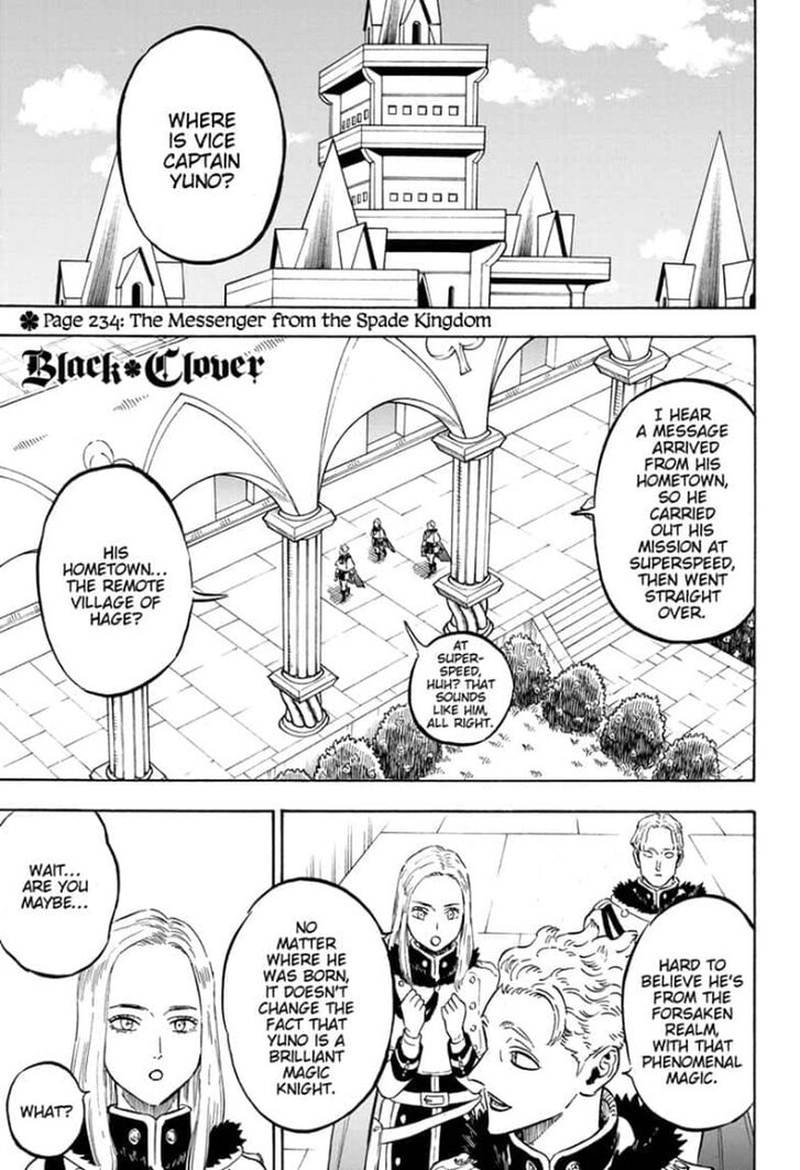 WHERE
IS VICE
CAPTAIN
YUNO?
Page 234: The Messenger from the Spade Kingdom
Black Clover
I HEAR
A MESSAGE
ARRIVED
FROM HIS
HOMETOWN,
SO HE
CARRIED
OUT HIS
MISSION AT
SUPERSPEED,
THEN WENT
STRAIGHT
OVER.
HIS
HOMETOWN...
THE REMOTE
VILLAGE OF
HAGE?
AT
SUPER-
SPEED,
HUH? THAT
SOUNDS
LIKE HIM,
ALL RIGHT.
HARD TO
BELIEVE HE'S
FROM THE
FORSAKEN
REALM,
WITH THAT
PHENOMENAL
MAGIC.
NO
MATTER
WHERE HE
WAS BORN,
IT DOESN'T
CHANGE THE
FACT THAT
YUNO IS A
BRILLIANT
MAGIC
KNIGHT.
WAIT...
ARE YOU
MAYBE...
WHAT?